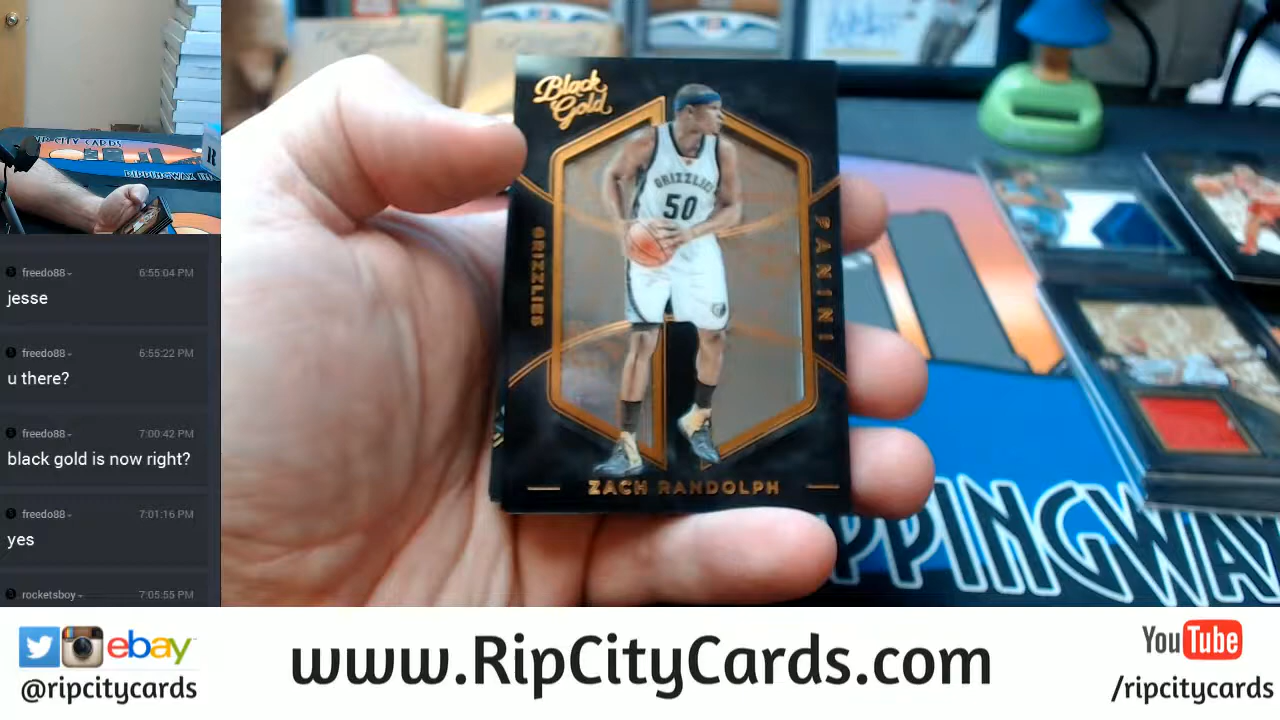 freedo88
6:55:04 PM
jesse
freedo88
6:55:22 PM
u there?
freedo88
7:00:42 PM
black gold is now right?
freedo88
7:01:16 PM
yes
rocketsboy
7:05:55 PM
Black
Gold
GRIZZLIES
50
GRIZZLIES
PANINI
ZACH RANDOLPH
RIPPINGWAX
ebay
@ripcitycards
www.RipCityCards.com
YouTube
/ripcitycards